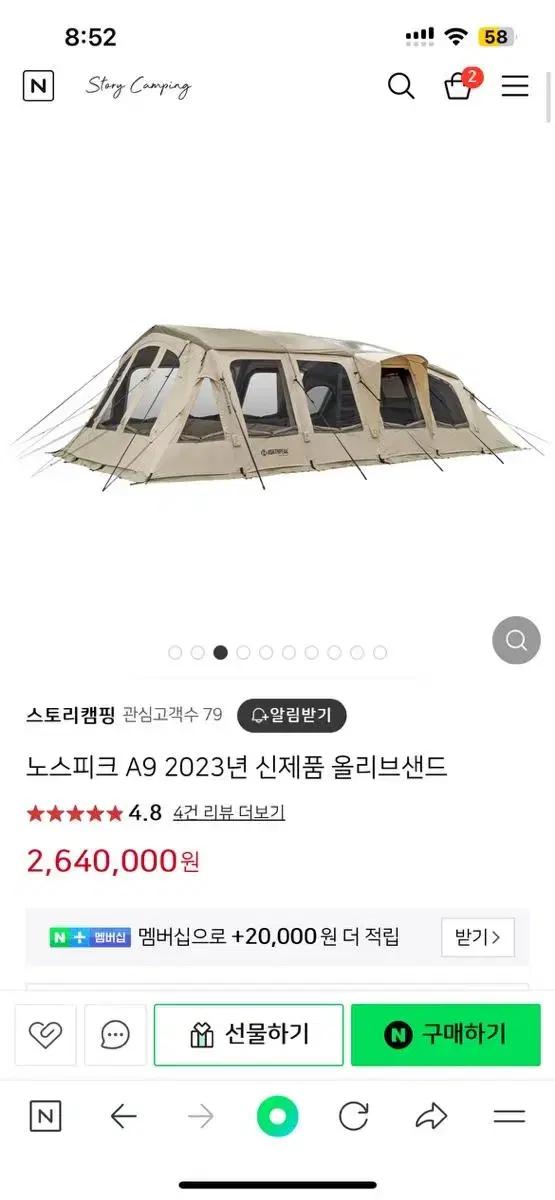 8:52
58
N
Story Camping
2
NORTHPEAK
스토리캠핑 관심고객수 79 알림받기
노스피크 A9 2023년 신제품 올리브샌드
4.8 4건 리뷰 더보기
2,640,000원
N + 멤버십 멤버십으로 +20,000원 더 적립 받기 >
선물하기
N 구매하기
N